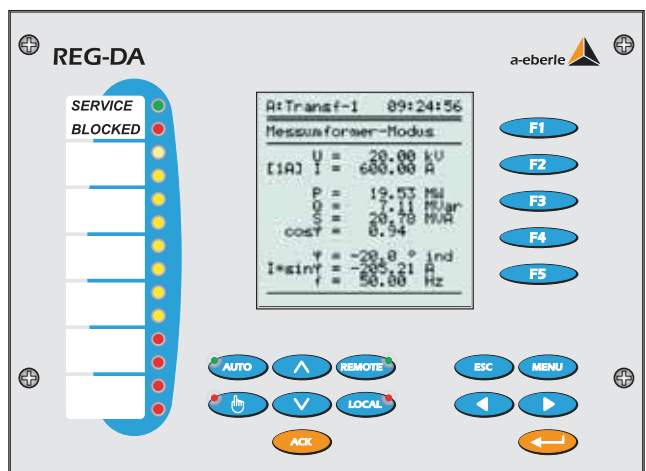 REG-DA
a-eberle
SERVICE
BLOCKED
A:Transf-1 09:24:56
Messumformer-Modus
U = 20.00 kV
[1A] I = 600.00 A
P = 19.53 MW
Q = 7.11 MVar
S = 20.78 MVA
cosφ = 0.94
φ = -20.0 ° ind
I*sinφ = -205.21 A
f = 50.00 Hz
F1
F2
F3
F4
F5
AUTO
REMOTE
ESC
MENU
LOCAL
ACK